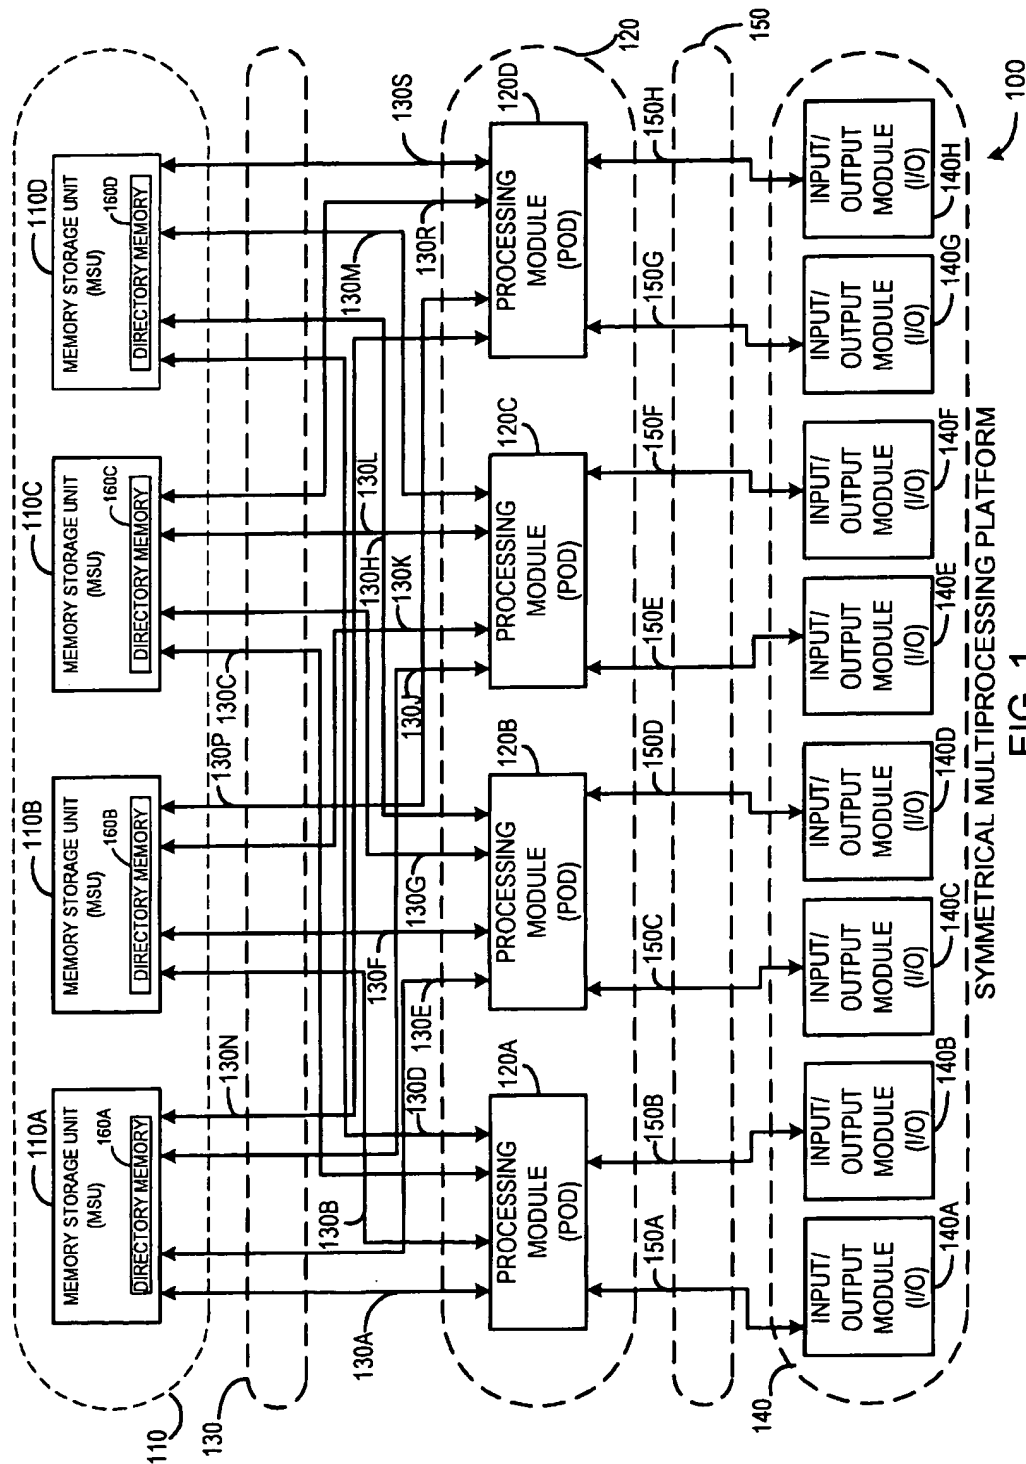 110
110A
MEMORY STORAGE UNIT
(MSU)
160A
DIRECTORY MEMORY
110B
MEMORY STORAGE UNIT
(MSU)
160B
DIRECTORY MEMORY
110C
MEMORY STORAGE UNIT
(MSU)
160C
DIRECTORY MEMORY
110D
MEMORY STORAGE UNIT
(MSU)
160D
DIRECTORY MEMORY
130
130N
130P
130C
130B
130A
130D
130F
130E
130G
130J
130H
130K
130L
130M
130R
130S
120
120A
PROCESSING
MODULE
(POD)
120B
PROCESSING
MODULE
(POD)
120C
PROCESSING
MODULE
(POD)
120D
PROCESSING
MODULE
(POD)
150
150A
150B
150C
150D
150E
150F
150G
150H
140
INPUT/
OUTPUT
MODULE
(I/O)
140A
INPUT/
OUTPUT
MODULE
(I/O)
140B
INPUT/
OUTPUT
MODULE
(I/O)
140C
INPUT/
OUTPUT
MODULE
(I/O)
140D
INPUT/
OUTPUT
MODULE
(I/O)
140E
INPUT/
OUTPUT
MODULE
(I/O)
140F
INPUT/
OUTPUT
MODULE
(I/O)
140G
INPUT/
OUTPUT
MODULE
(I/O)
140H
100
SYMMETRICAL MULTIPROCESSING PLATFORM
FIG. 1